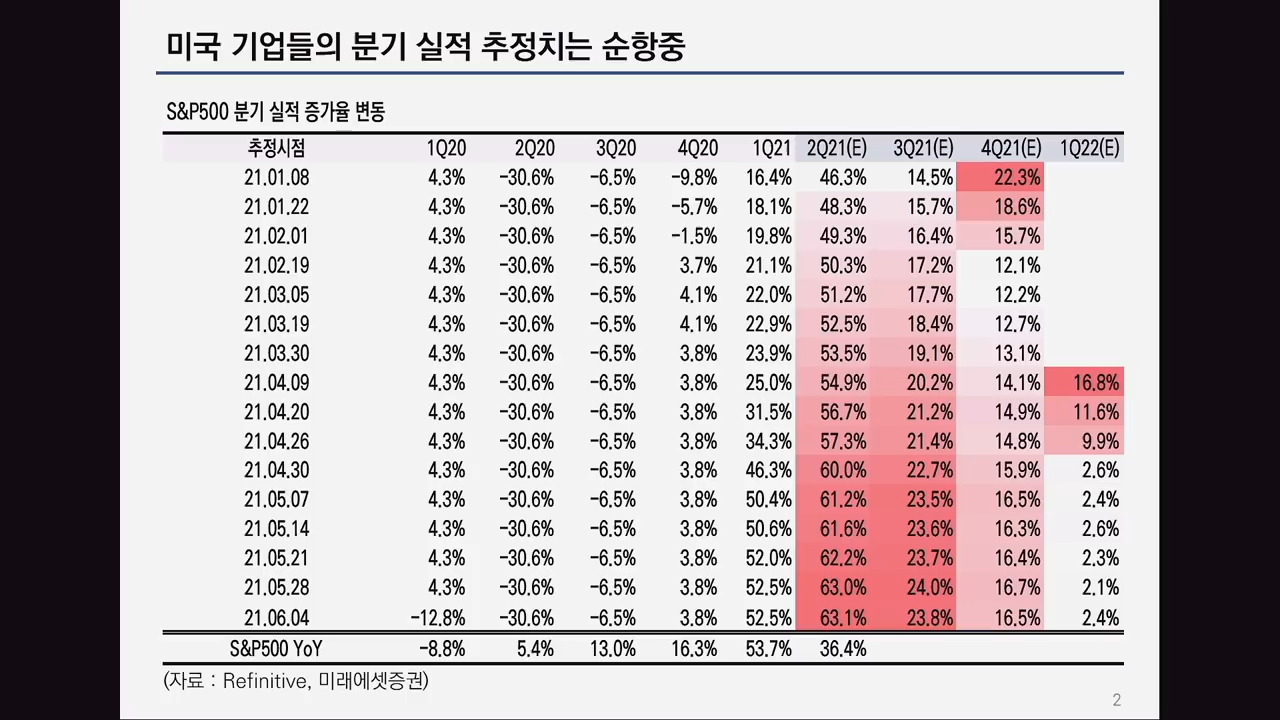 미국 기업들의 분기 실적 추정치는 순항중
S&P500 분기 실적 증가율 변동
추정시점 1Q20 2Q20 3Q20 4Q20 1Q21 2Q21(E) 3Q21(E) 4Q21(E) 1Q22(E)
21.01.08 4.3% -30.6% -6.5% -9.8% 16.4% 46.3% 14.5% 22.3%
21.01.22 4.3% -30.6% -6.5% -5.7% 18.1% 48.3% 15.7% 18.6%
21.02.01 4.3% -30.6% -6.5% -1.5% 19.8% 49.3% 16.4% 15.7%
21.02.19 4.3% -30.6% -6.5% 3.7% 21.1% 50.3% 17.2% 12.1%
21.03.05 4.3% -30.6% -6.5% 4.1% 22.0% 51.2% 17.7% 12.2%
21.03.19 4.3% -30.6% -6.5% 4.1% 22.9% 52.5% 18.4% 12.7%
21.03.30 4.3% -30.6% -6.5% 3.8% 23.9% 53.5% 19.1% 13.1%
21.04.09 4.3% -30.6% -6.5% 3.8% 25.0% 54.9% 20.2% 14.1% 16.8%
21.04.20 4.3% -30.6% -6.5% 3.8% 31.5% 56.7% 21.2% 14.9% 11.6%
21.04.26 4.3% -30.6% -6.5% 3.8% 34.3% 57.3% 21.4% 14.8% 9.9%
21.04.30 4.3% -30.6% -6.5% 3.8% 46.3% 60.0% 22.7% 15.9% 2.6%
21.05.07 4.3% -30.6% -6.5% 3.8% 50.4% 61.2% 23.5% 16.5% 2.4%
21.05.14 4.3% -30.6% -6.5% 3.8% 50.6% 61.6% 23.6% 16.3% 2.6%
21.05.21 4.3% -30.6% -6.5% 3.8% 52.0% 62.2% 23.7% 16.4% 2.3%
21.05.28 4.3% -30.6% -6.5% 3.8% 52.5% 63.0% 24.0% 16.7% 2.1%
21.06.04 -12.8% -30.6% -6.5% 3.8% 52.5% 63.1% 23.8% 16.5% 2.4%
S&P500 YoY -8.8% 5.4% 13.0% 16.3% 53.7% 36.4%
(자료 : Refinitive, 미래에셋증권)
2